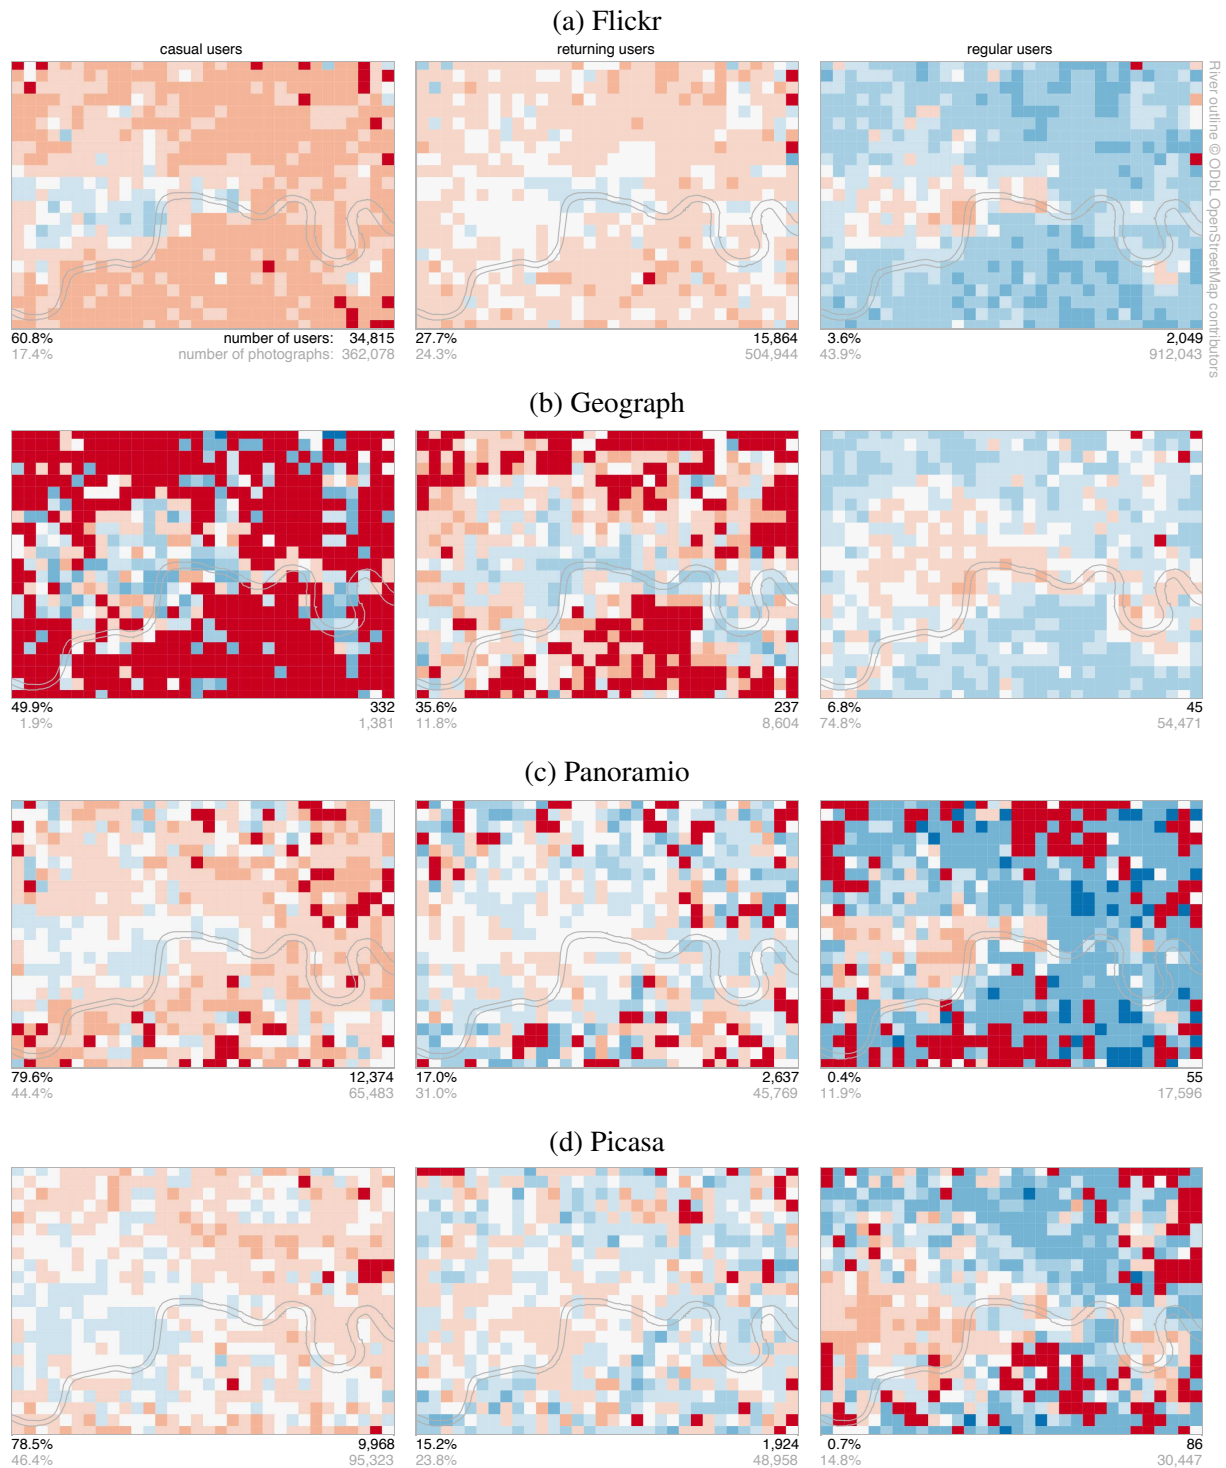 (a) Flickr
casual users
returning users
regular users
60.8% number of users: 34,815
17.4% number of photographs: 362,078
27.7% 15,864
24.3% 504,944
3.6% 2,049
43.9% 912,043
River outline © ODbL OpenStreetMap contributors
(b) Geograph
49.9% 332
1.9% 1,381
35.6% 237
11.8% 8,604
6.8% 45
74.8% 54,471
(c) Panoramio
79.6% 12,374
44.4% 65,483
17.0% 2,637
31.0% 45,769
0.4% 55
11.9% 17,596
(d) Picasa
78.5% 9,968
46.4% 95,323
15.2% 1,924
23.8% 48,958
0.7% 86
14.8% 30,447